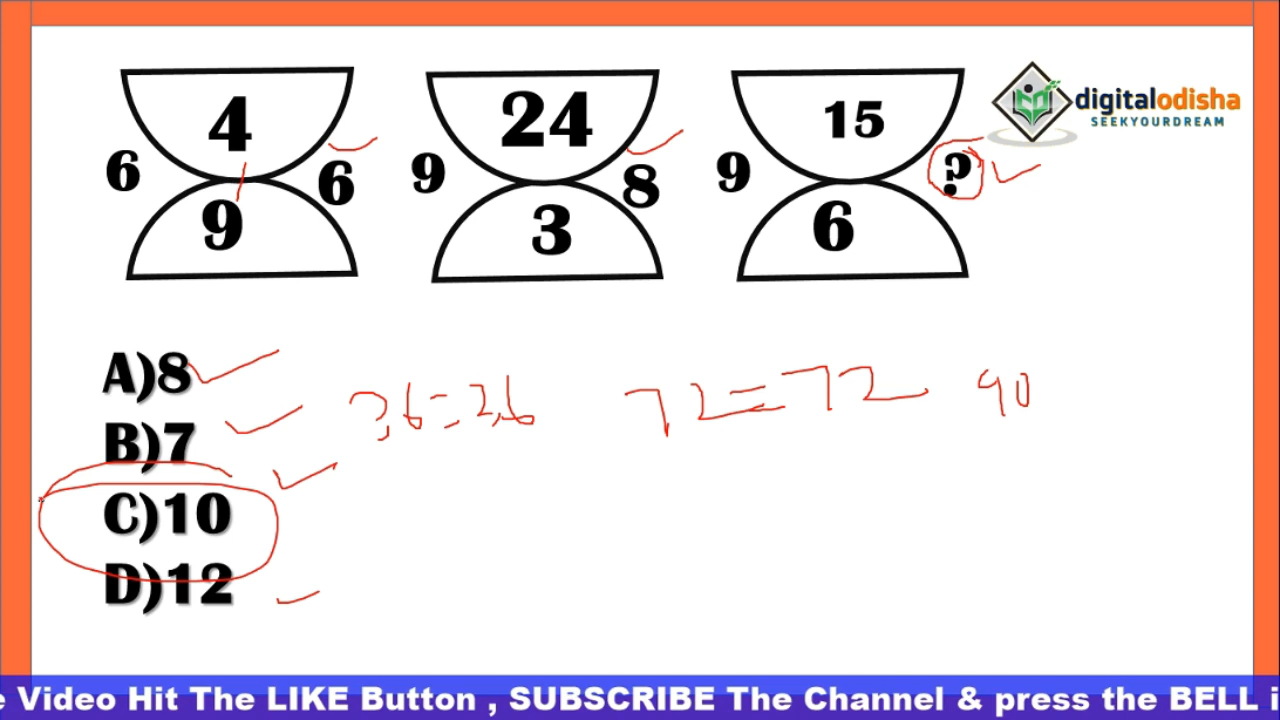 4 24 15
digitalodisha
SEEKYOURDREAM
6 6 9 8 9 ?
9 3 6
A)8
36=36 72=72 90
B)7
C)10
D)12
Video Hit The LIKE Button , SUBSCRIBE The Channel & press the BELL